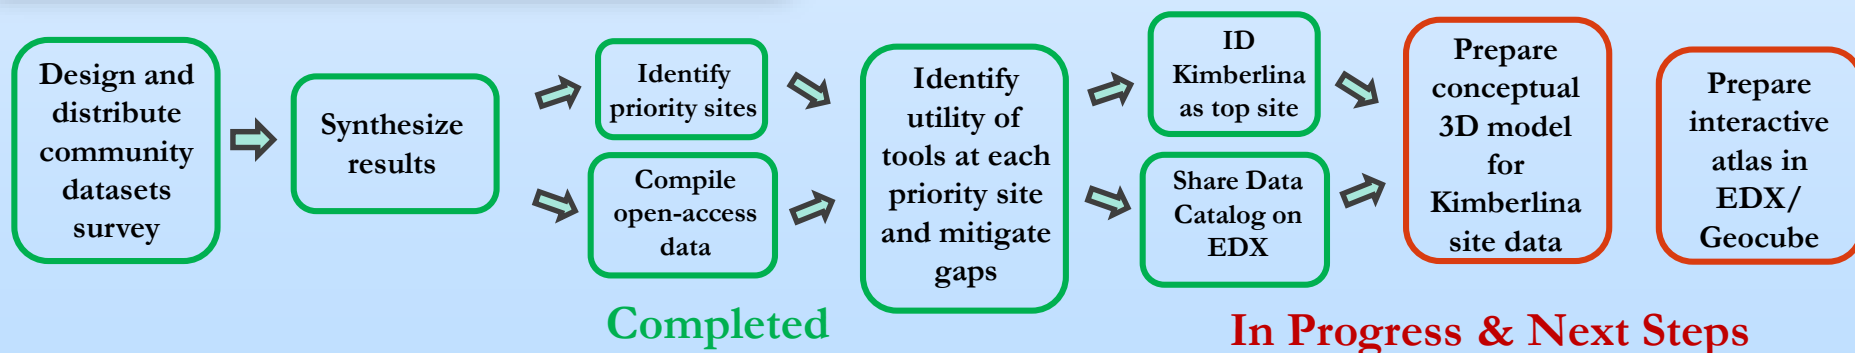 Design and
distribute
community
datasets
survey
Synthesize
results
Identify
priority sites
Compile
open-access
data
Identify
utility of
tools at each
priority site
and mitigate
gaps
ID
Kimberlina
as top site
Share Data
Catalog on
EDX
Prepare
conceptual
3D model
for
Kimberlina
site data
Prepare
interactive
atlas in
EDX/
Geocube
Completed
In Progress & Next Steps